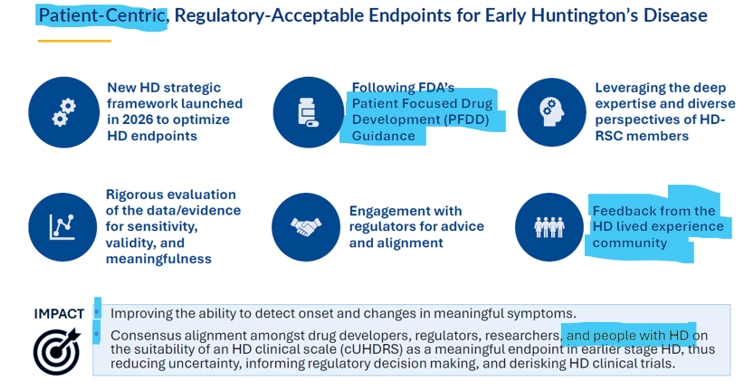 Patient-Centric, Regulatory-Acceptable Endpoints for Early Huntington's Disease
New HD strategic
framework launched
in 2026 to optimize
HD endpoints
Following FDA's
Patient Focused Drug
Development (PFDD)
Guidance
Leveraging the deep
expertise and diverse
perspectives of HD-
RSC members
Rigorous evaluation
of the data/evidence
for sensitivity,
validity, and
meaningfulness
Engagement with
regulators for advice
and alignment
Feedback from the
HD lived experience
community
IMPACT
• Improving the ability to detect onset and changes in meaningful symptoms.
• Consensus alignment amongst drug developers, regulators, researchers, and people with HD on
the suitability of an HD clinical scale (cUHDRS) as a meaningful endpoint in earlier stage HD, thus
reducing uncertainty, informing regulatory decision making, and derisking HD clinical trials.